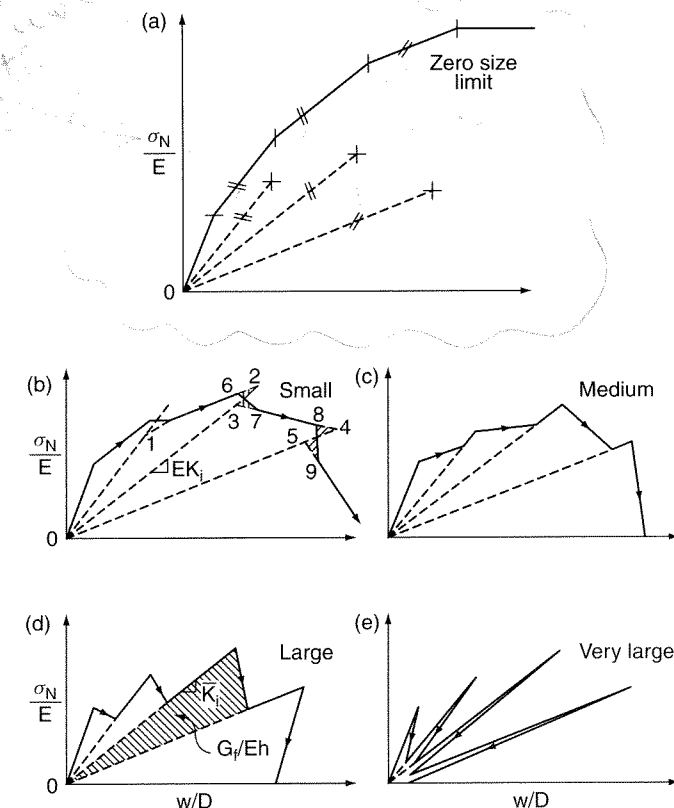 (a)
Zero size
limit
σN
E
0
(b)
6
2
Small
8
1
3
7
5
4
9
EKi
σN
E
0
(c)
Medium
(d)
Large
K̄i
Gf/Eh
σN
E
0
w/D
(e)
Very large
w/D